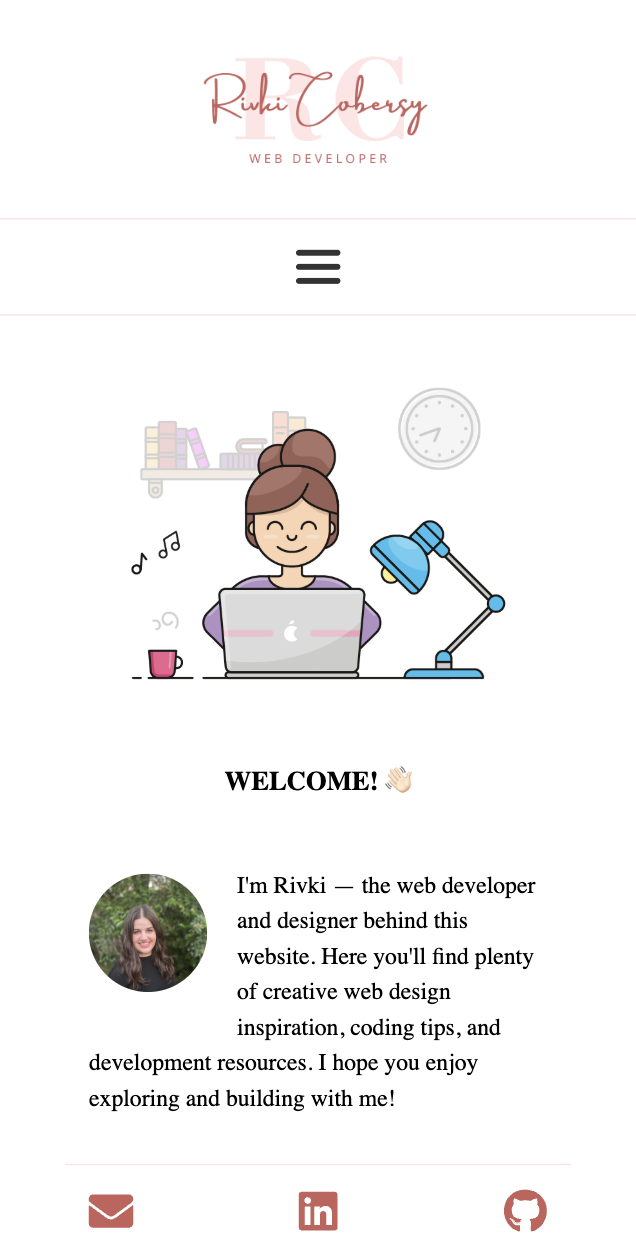 RC
Rivki Cobersy
WEB DEVELOPER
WELCOME! 👋🏻
I'm Rivki — the web developer
and designer behind this
website. Here you'll find plenty
of creative web design
inspiration, coding tips, and
development resources. I hope you enjoy
exploring and building with me!
in